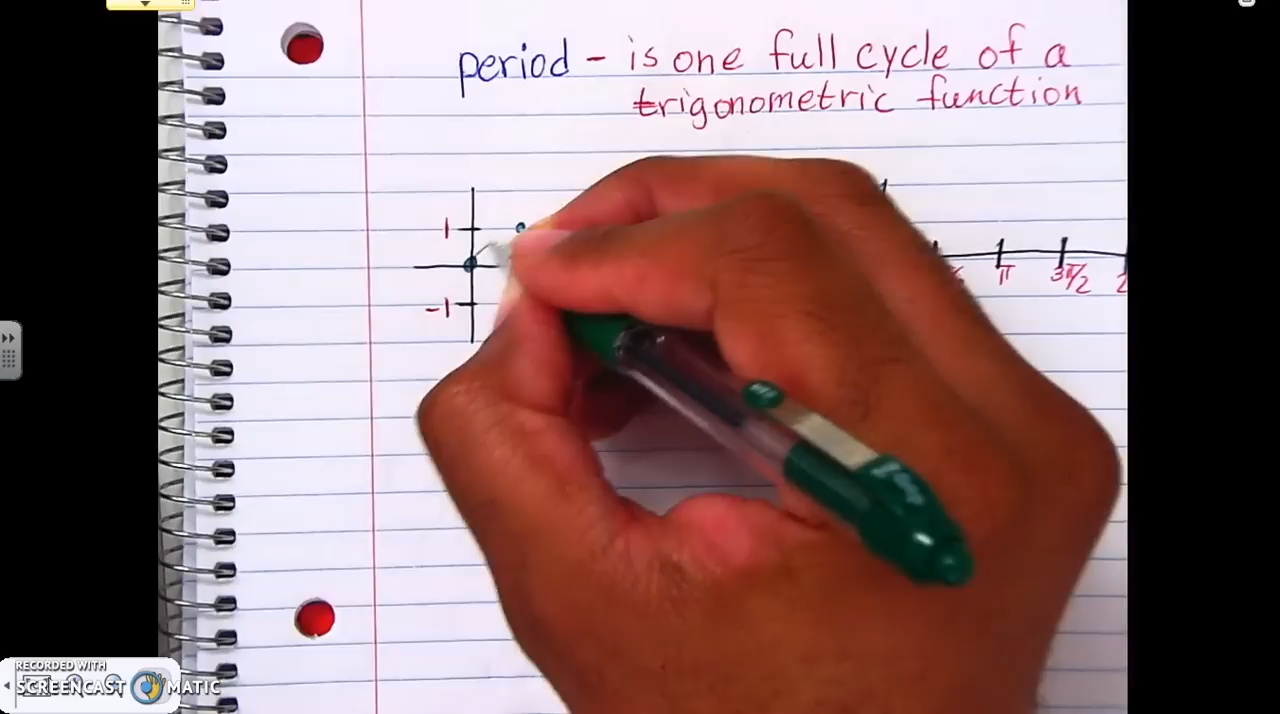 period - is one full cycle of a
trigonometric function
1
-1
π
3π/2
RECORDED WITH
SCREENCAST MATIC